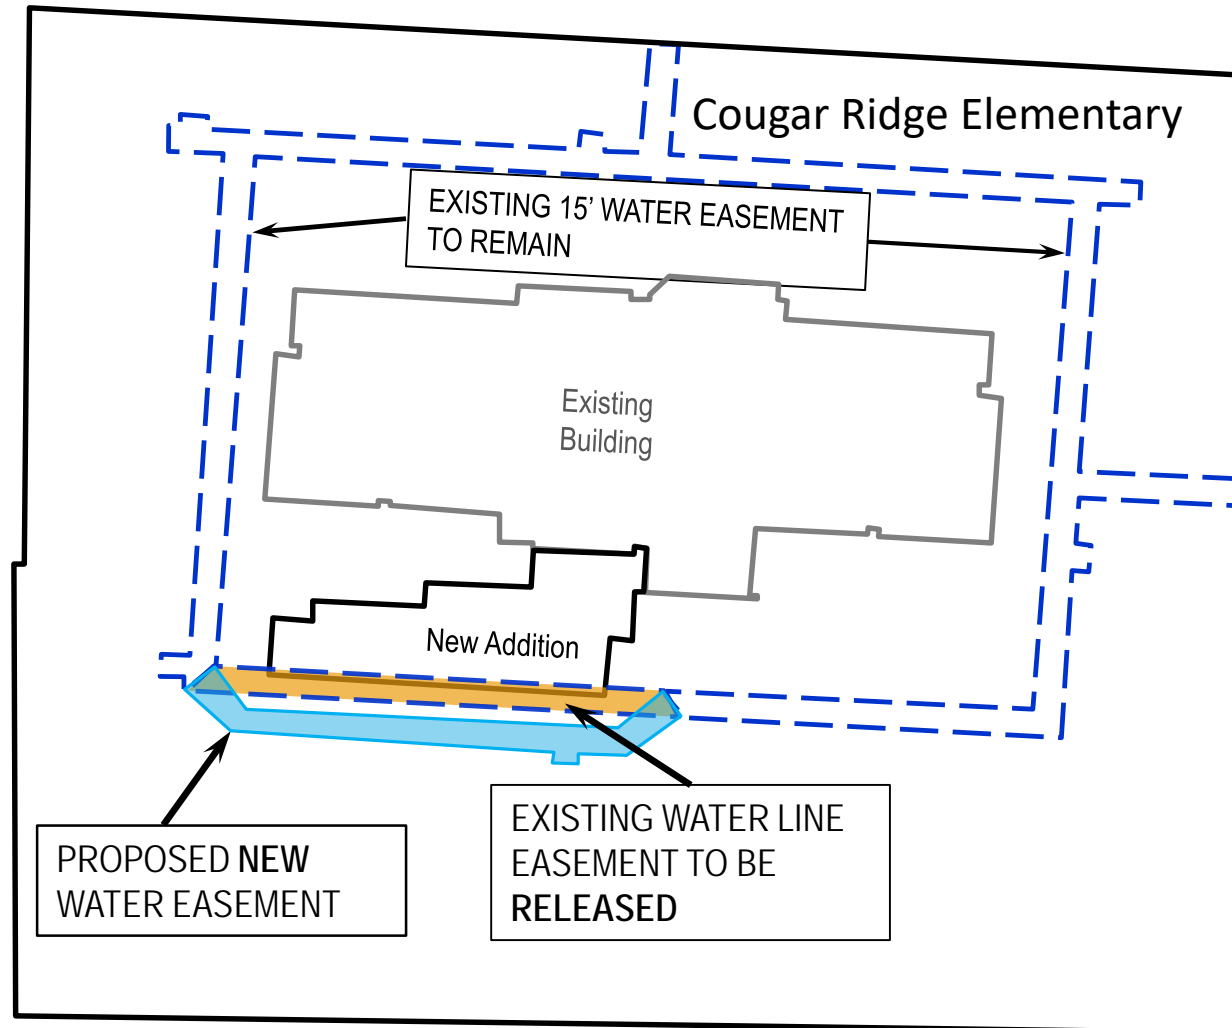 Cougar Ridge Elementary
EXISTING 15’ WATER EASEMENT
TO REMAIN
Existing
Building
New Addition
PROPOSED NEW
WATER EASEMENT
EXISTING WATER LINE
EASEMENT TO BE
RELEASED